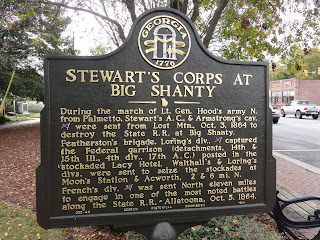 GEORGIA
1776
STEWART'S CORPS AT
BIG SHANTY
During the march of Lt. Gen. Hood's army N.
from Palmetto, Stewart's A.C., & Armstrong's cav.
were sent from Lost Mtn., Oct. 3, 1864 to
destroy the State R.R. at Big Shanty.
Featherston's brigade, Loring's div., captured
the Federal garrison (detachments, 14th &
15th Ill., 4th div., 17th A.C.) posted in the
stockaded Lacy Hotel. Walthall's & Loring's
divs. were sent to seize the stockades at
Moon's Station & Acworth, 2 & 6 mi. N.
French's div. was sent North eleven miles
to engage in one of the most noted battles
along the State R.R. - Allatoona, Oct. 5, 1864.
GEORGIA HISTORICAL COMMISSION